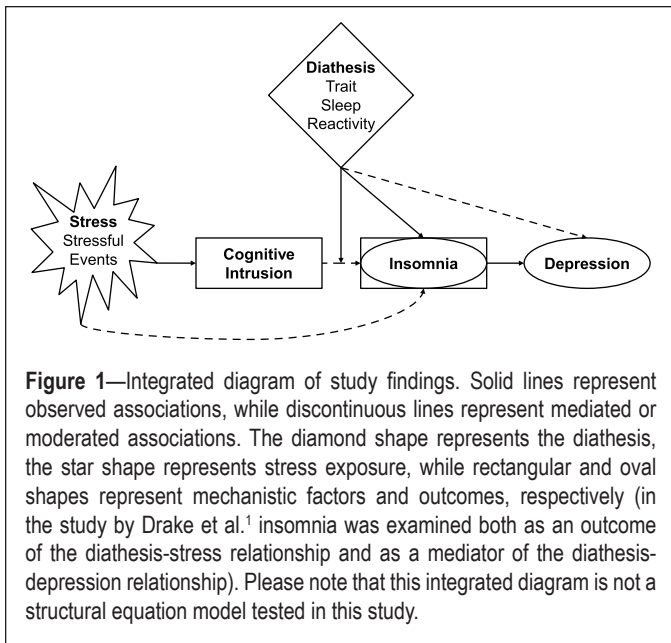 Diathesis
Trait
Sleep
Reactivity
Stress
Stressful
Events
Cognitive
Intrusion
Insomnia
Depression
Figure 1—Integrated diagram of study findings. Solid lines represent
observed associations, while discontinuous lines represent mediated or
moderated associations. The diamond shape represents the diathesis,
the star shape represents stress exposure, while rectangular and oval
shapes represent mechanistic factors and outcomes, respectively (in
the study by Drake et al.¹ insomnia was examined both as an outcome
of the diathesis-stress relationship and as a mediator of the diathesis-
depression relationship). Please note that this integrated diagram is not a
structural equation model tested in this study.